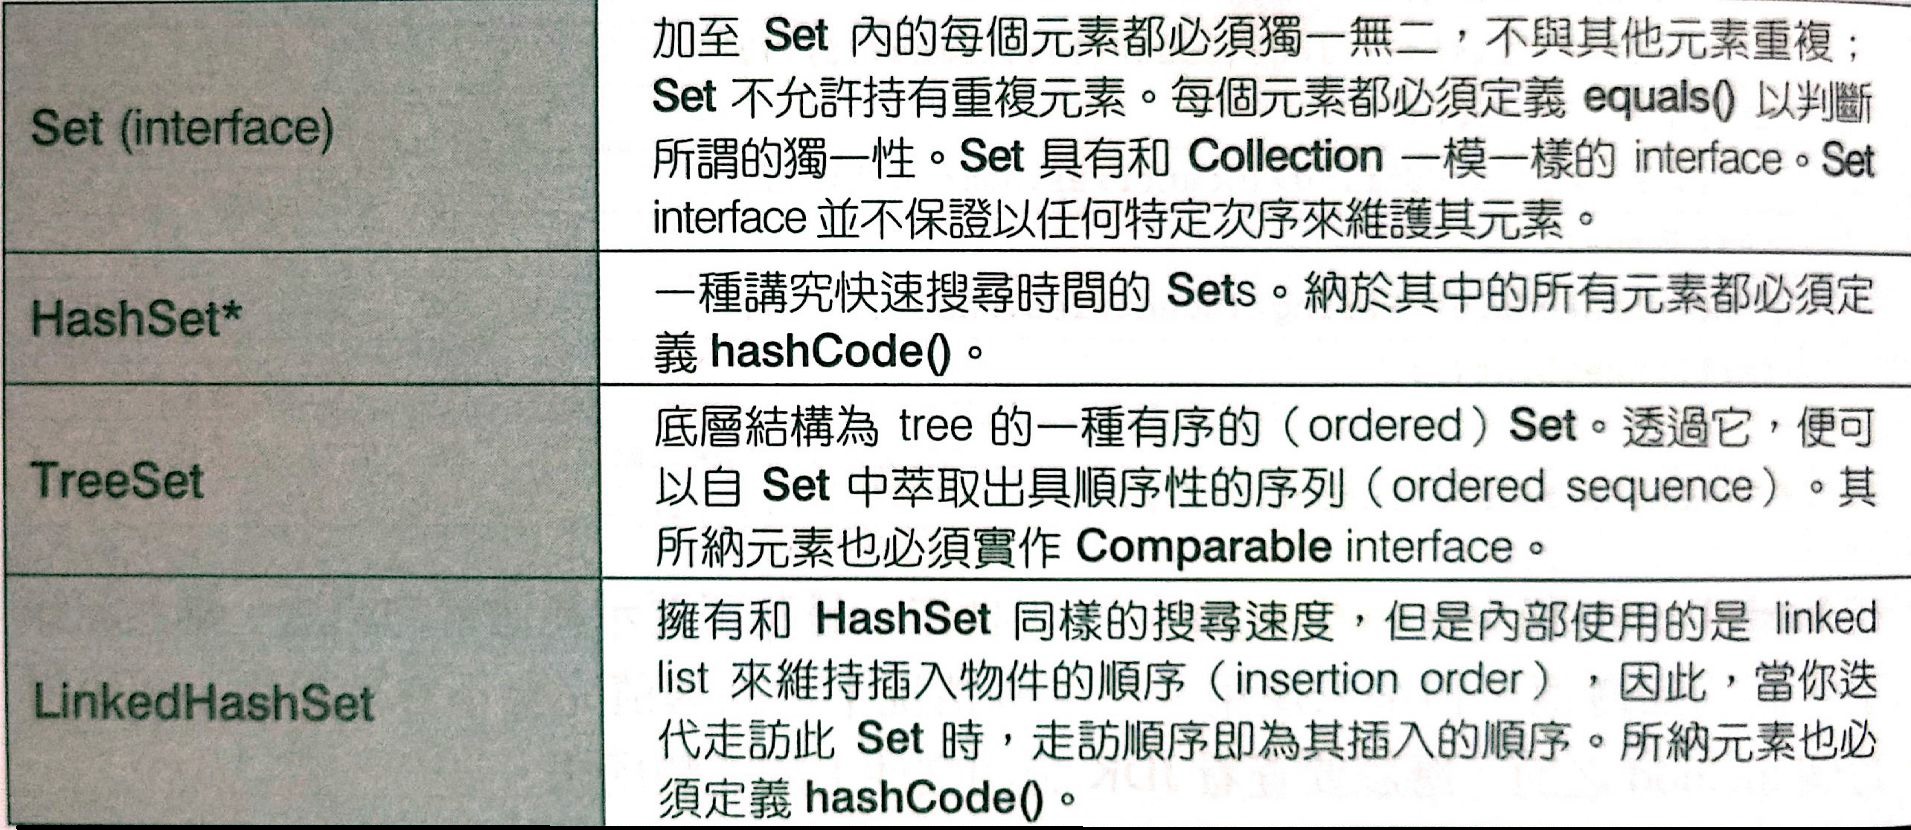 Set (interface)
加至 Set 內的每個元素都必須獨一無二，不與其他元素重複；
Set 不允許持有重複元素。每個元素都必須定義 equals() 以判斷
所謂的獨一性。Set 具有和 Collection 一模一樣的 interface。Set
interface 並不保證以任何特定次序來維護其元素。
HashSet*
一種講究快速搜尋時間的 Sets。納於其中的所有元素都必須定
義 hashCode()。
TreeSet
底層結構為 tree 的一種有序的（ordered）Set。透過它，便可
以自 Set 中萃取出具順序性的序列（ordered sequence）。其
所納元素也必須實作 Comparable interface。
LinkedHashSet
擁有和 HashSet 同樣的搜尋速度，但是內部使用的是 linked
list 來維持插入物件的順序（insertion order），因此，當你迭
代走訪此 Set 時，走訪順序即為其插入的順序。所納元素也必
須定義 hashCode()。